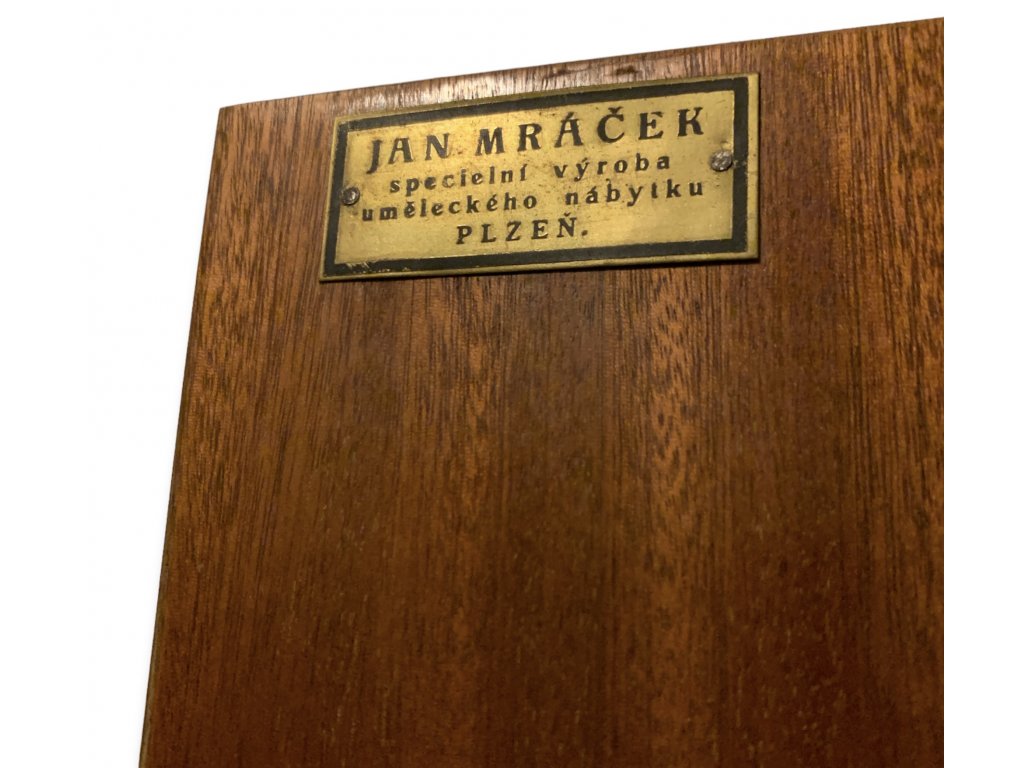 JAN MRÁČEK
specielní výroba
uměleckého nábytku
PLZEŇ.